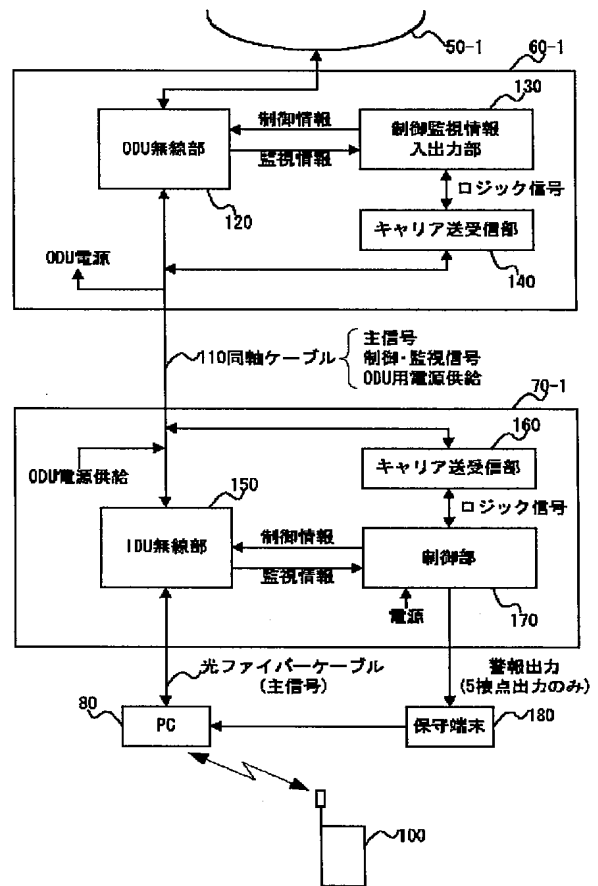 50-1
60-1
130
制御情報
制御監視情報
入出力部
ODU無線部
監視情報
ロジック信号
120
キャリア送受信部
ODU電源
140
110同軸ケーブル
主信号
制御・監視信号
ODU用電源供給
70-1
160
キャリア送受信部
ODU電源供給
150
ロジック信号
制御情報
IDU無線部
制御部
監視情報
電源
170
光ファイバーケーブル
(主信号)
警報出力
(5接点出力のみ)
80
PC
保守端末
180
100